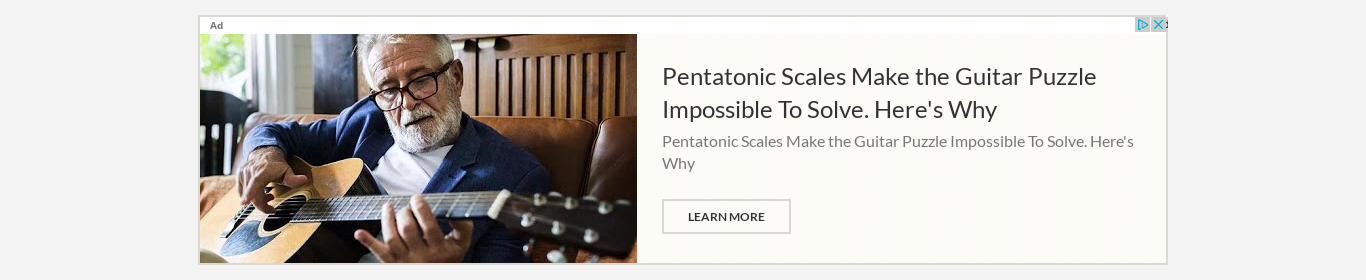 Ad
Pentatonic Scales Make the Guitar Puzzle
Impossible To Solve. Here's Why
Pentatonic Scales Make the Guitar Puzzle Impossible To Solve. Here's
Why
LEARN MORE